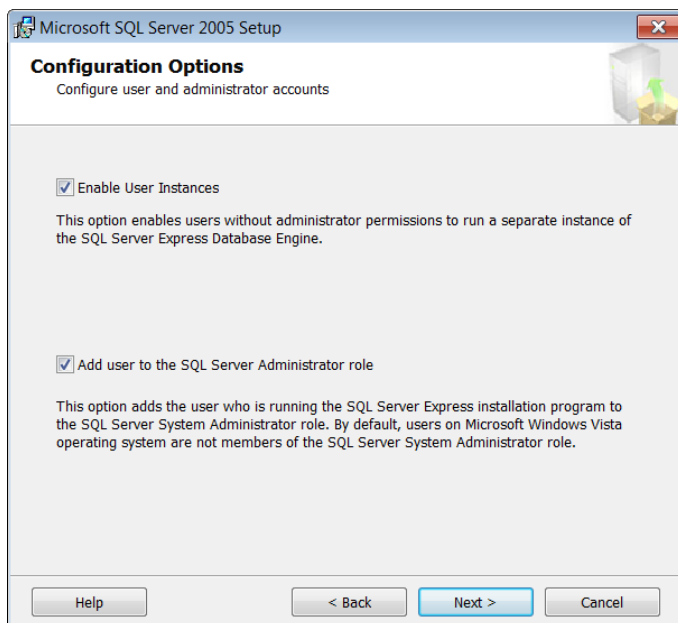 Microsoft SQL Server 2005 Setup
Configuration Options
Configure user and administrator accounts
Enable User Instances
This option enables users without administrator permissions to run a separate instance of
the SQL Server Express Database Engine.
Add user to the SQL Server Administrator role
This option adds the user who is running the SQL Server Express installation program to
the SQL Server System Administrator role. By default, users on Microsoft Windows Vista
operating system are not members of the SQL Server System Administrator role.
Help
< Back
Next >
Cancel